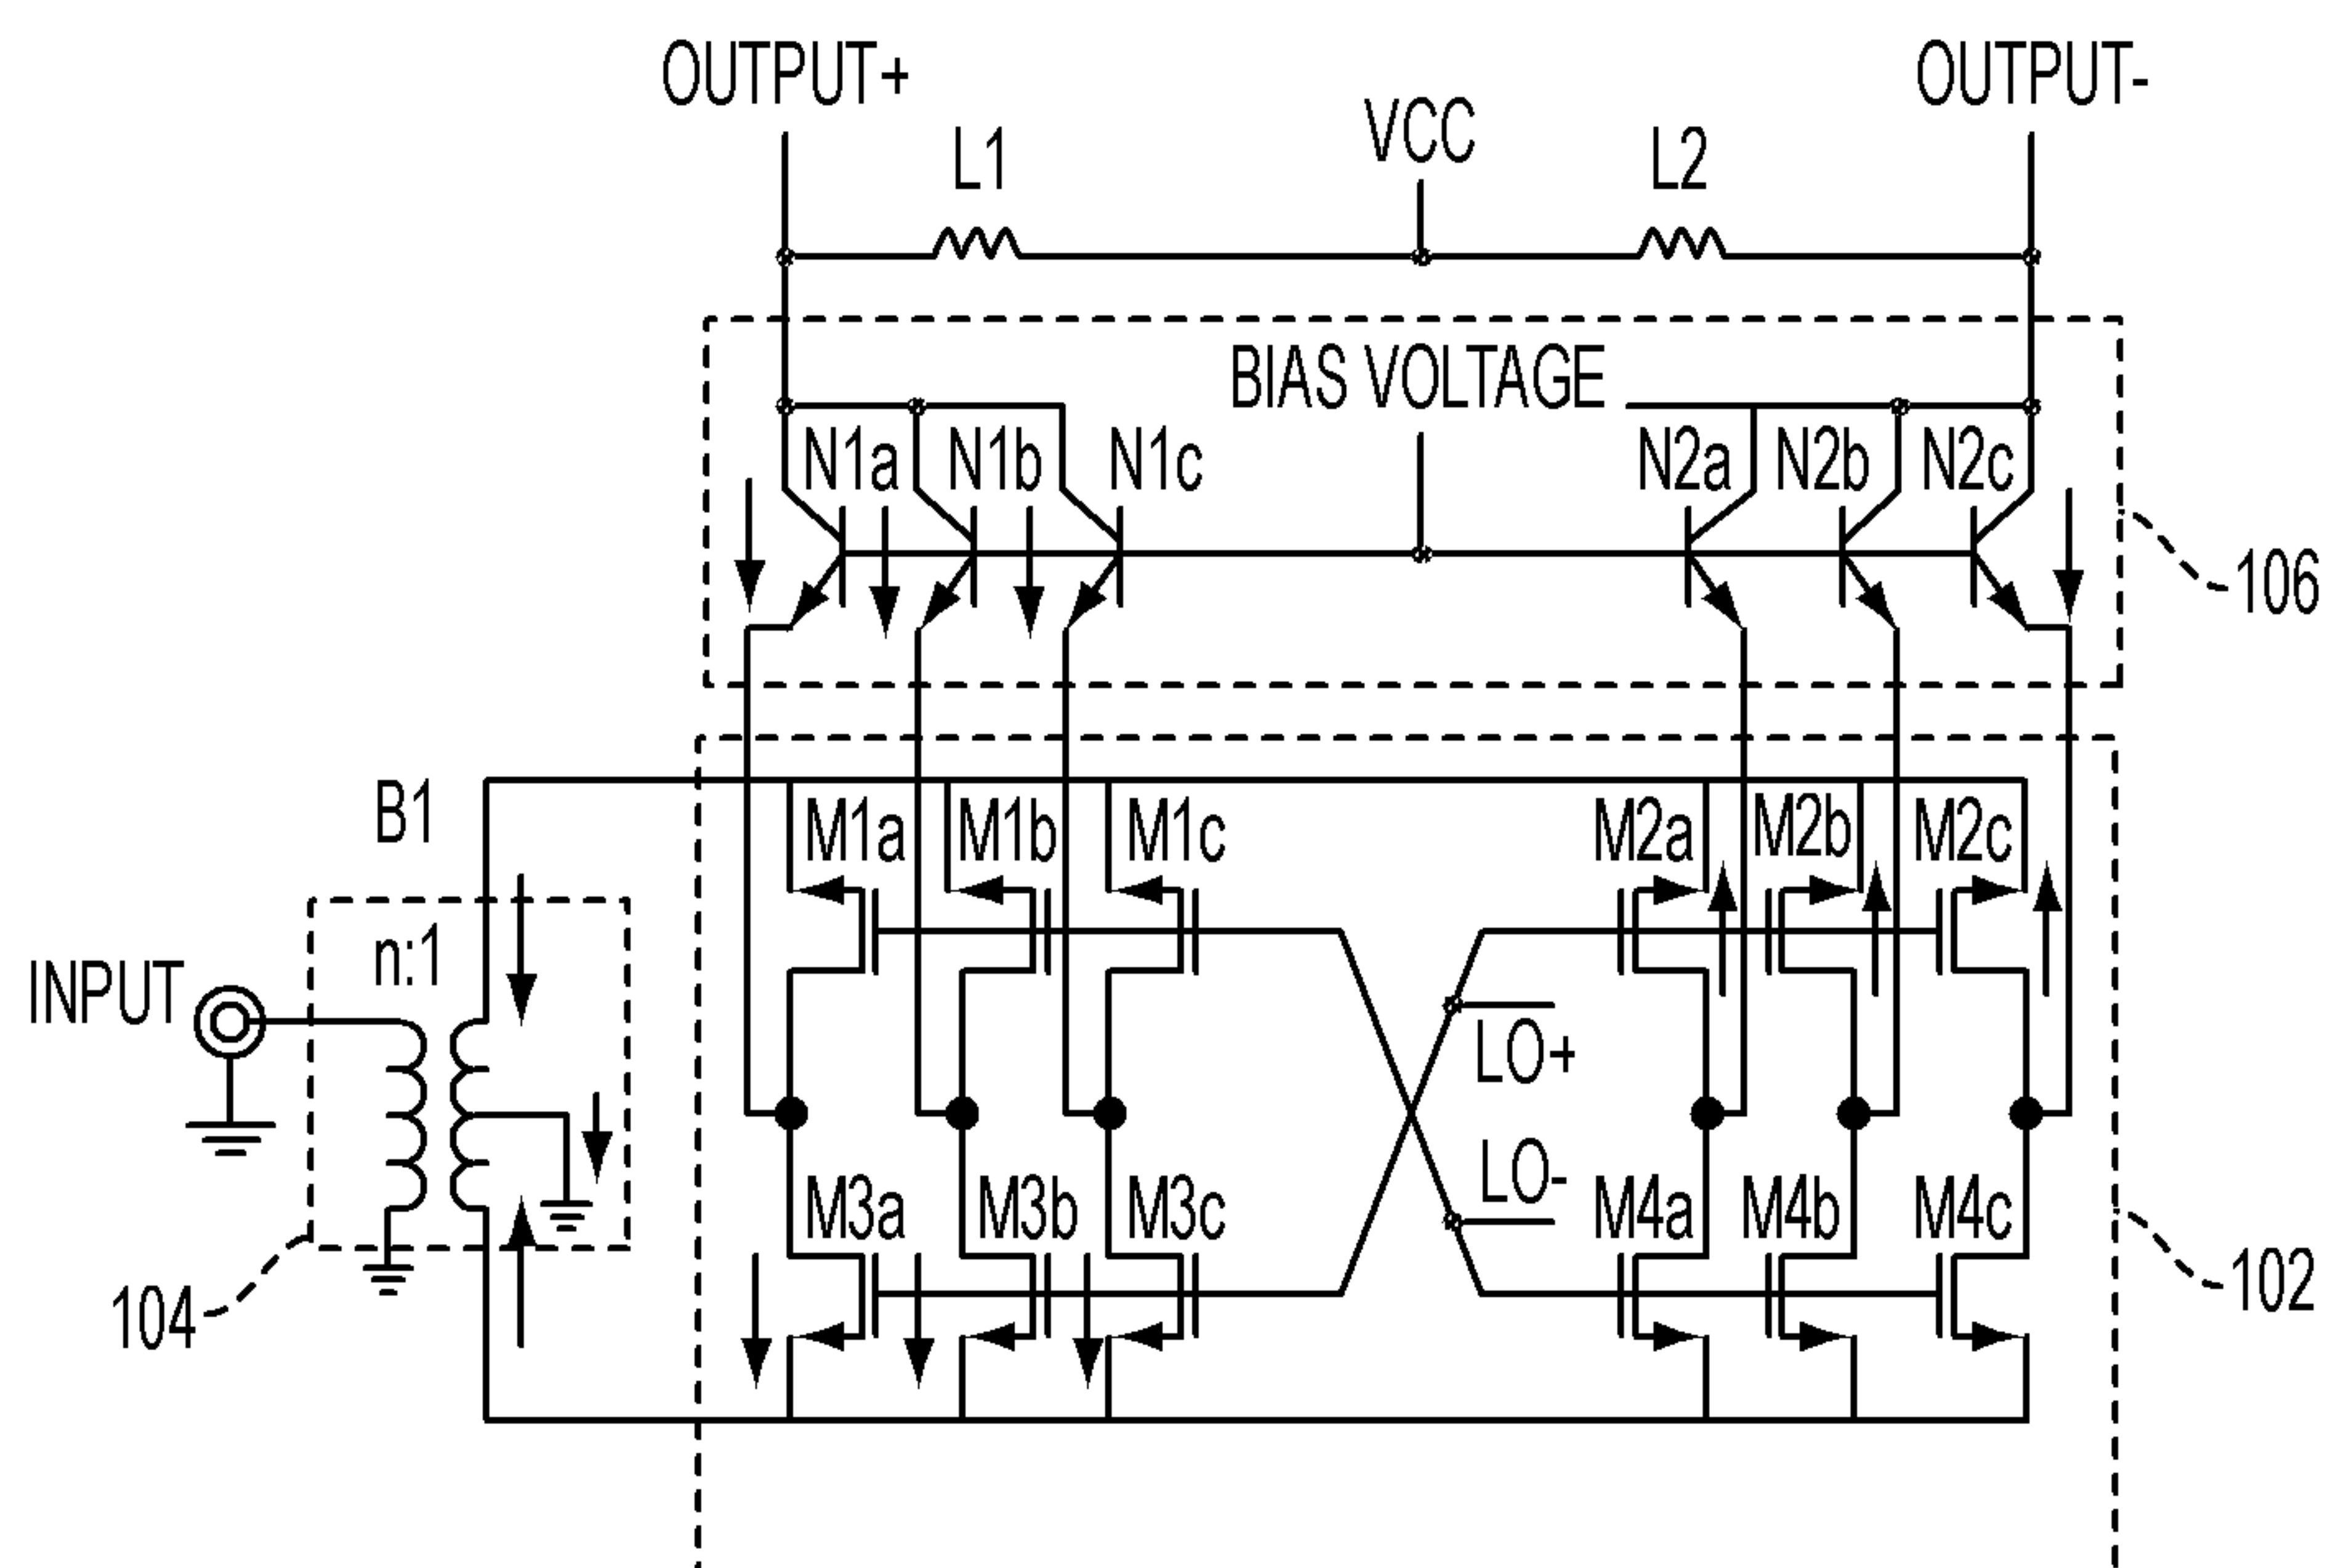 OUTPUT+
OUTPUT-
VCC
L1
L2
BIAS VOLTAGE
N1a
N1b
N1c
N2a
N2b
N2c
106
B1
M1a
M1b
M1c
M2a
M2b
M2c
n:1
INPUT
LO+
LO-
M3a
M3b
M3c
M4a
M4b
M4c
104
102